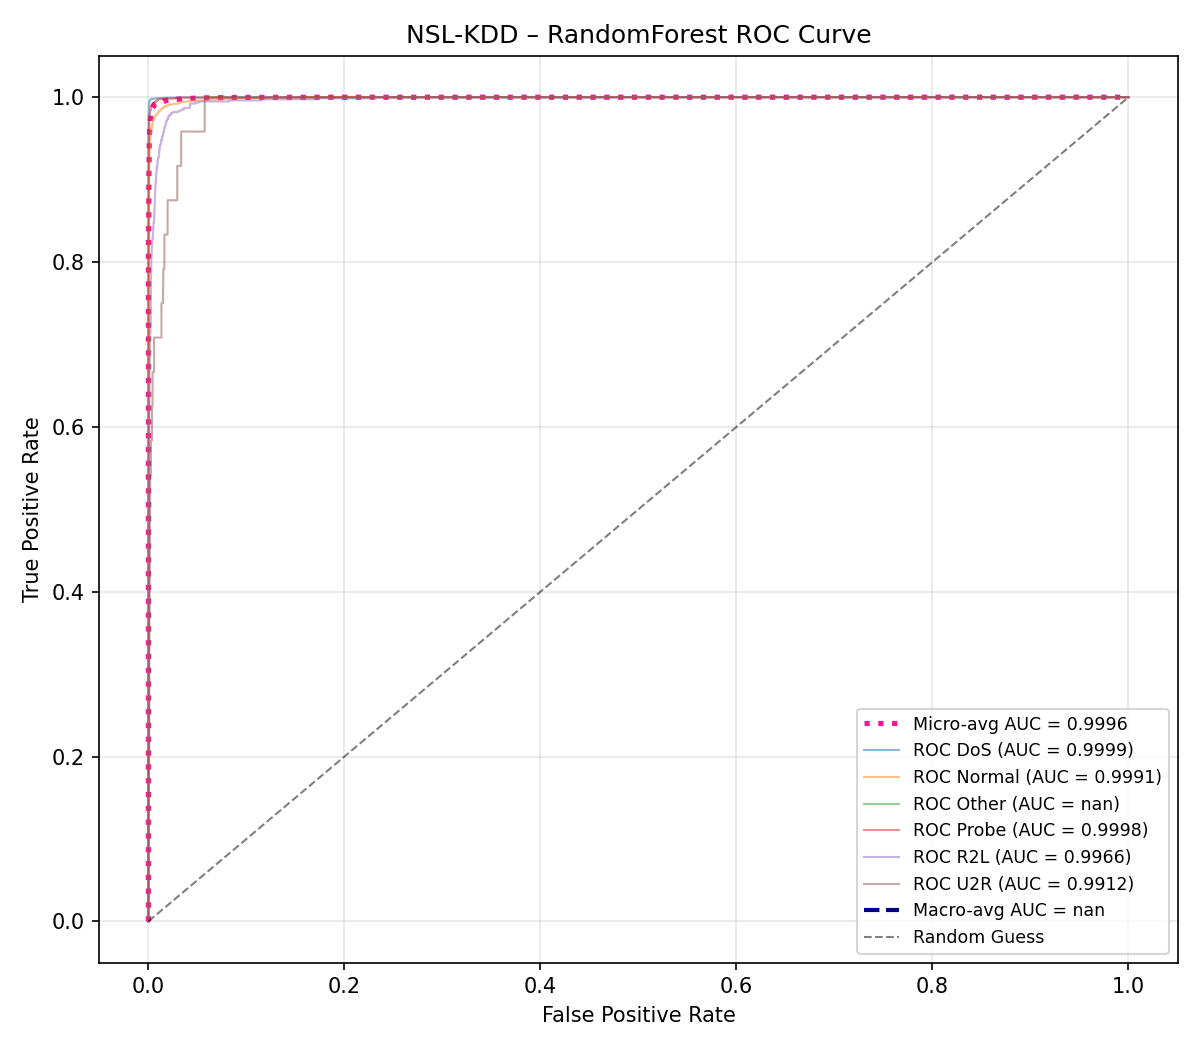 NSL-KDD – RandomForest ROC Curve
True Positive Rate
1.0
0.8
0.6
0.4
0.2
0.0
Micro-avg AUC = 0.9996
ROC DoS (AUC = 0.9999)
ROC Normal (AUC = 0.9991)
ROC Other (AUC = nan)
ROC Probe (AUC = 0.9998)
ROC R2L (AUC = 0.9966)
ROC U2R (AUC = 0.9912)
Macro-avg AUC = nan
Random Guess
0.0 0.2 0.4 0.6 0.8 1.0
False Positive Rate